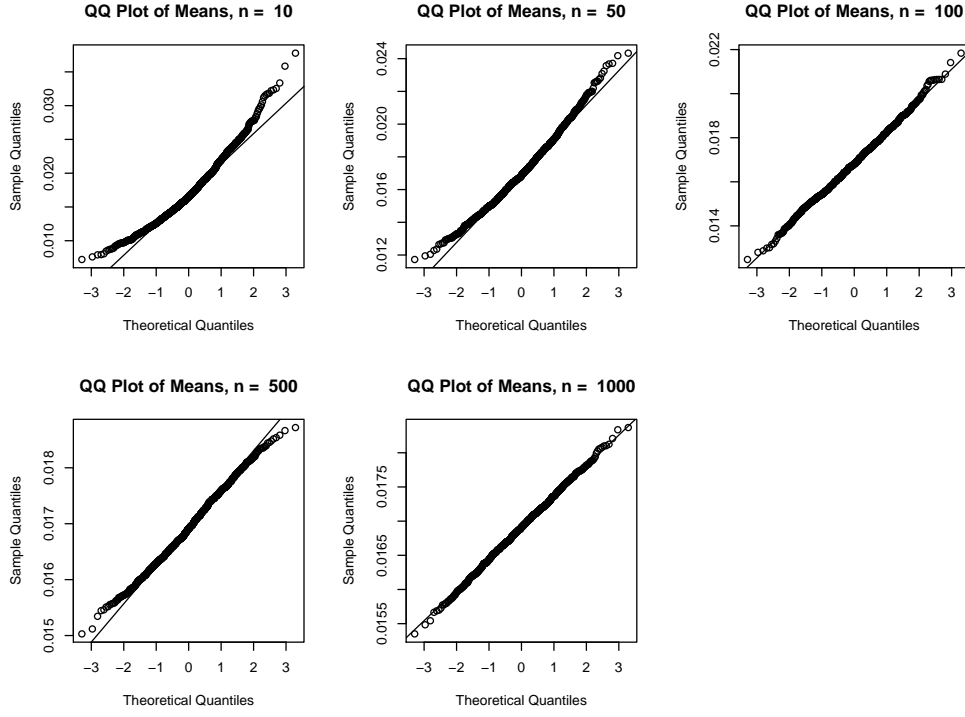 QQ Plot of Means, n =  10
Sample Quantiles
0.010
0.020
0.030
−3 −2 −1 0 1 2 3
Theoretical Quantiles
QQ Plot of Means, n =  50
Sample Quantiles
0.012
0.016
0.020
0.024
−3 −2 −1 0 1 2 3
Theoretical Quantiles
QQ Plot of Means, n =  100
Sample Quantiles
0.014
0.018
0.022
−3 −2 −1 0 1 2 3
Theoretical Quantiles
QQ Plot of Means, n =  500
Sample Quantiles
0.015
0.016
0.017
0.018
−3 −2 −1 0 1 2 3
Theoretical Quantiles
QQ Plot of Means, n =  1000
Sample Quantiles
0.0155
0.0165
0.0175
−3 −2 −1 0 1 2 3
Theoretical Quantiles